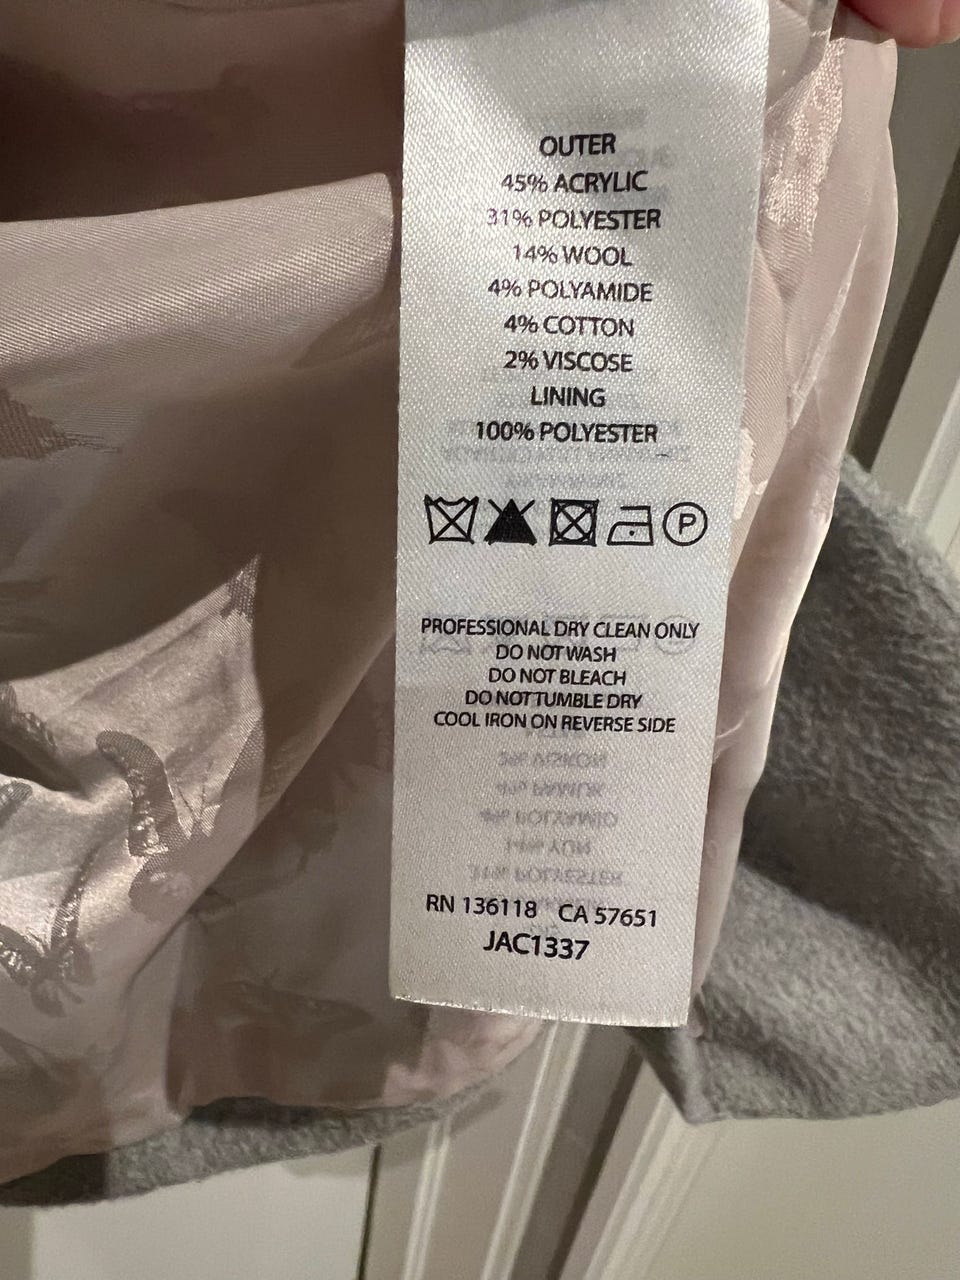 OUTER
45% ACRYLIC
31% POLYESTER
14% WOOL
4% POLYAMIDE
4% COTTON
2% VISCOSE
LINING
100% POLYESTER
P
PROFESSIONAL DRY CLEAN ONLY
DO NOT WASH
DO NOT BLEACH
DO NOT TUMBLE DRY
COOL IRON ON REVERSE SIDE
RN 136118 CA 57651
JAC1337